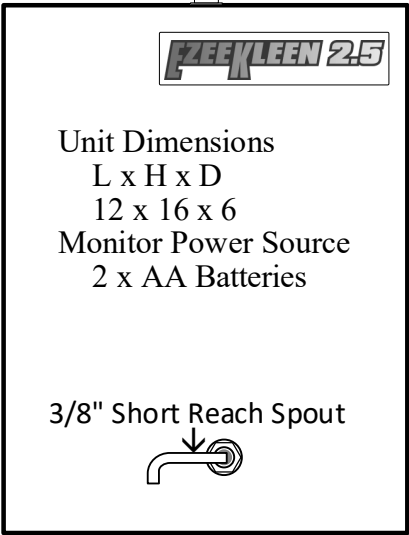 EZEEKLEEN 2.5
Unit Dimensions
L x H x D
12 x 16 x 6
Monitor Power Source
2 x AA Batteries
3/8" Short Reach Spout